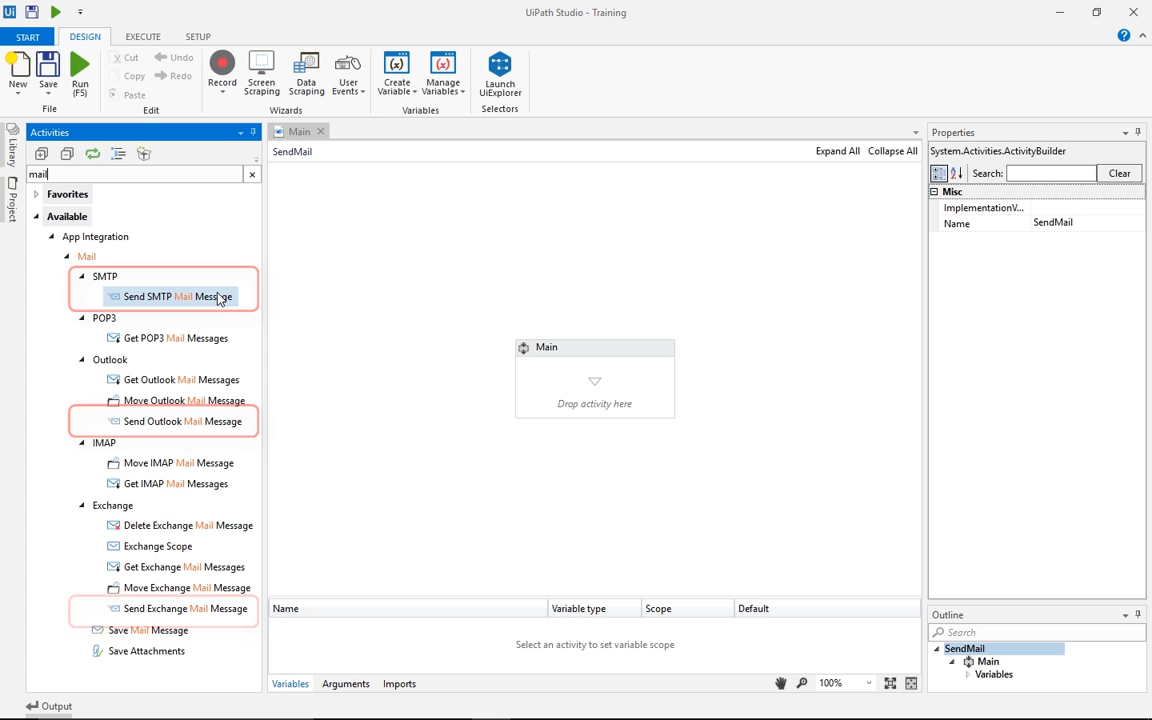 Ui
UiPath Studio - Training
START DESIGN EXECUTE SETUP
New Save Run (F5)
Cut Undo
Copy Redo
Paste
Record Screen Scraping Data Scraping User Events
Create Variable Manage Variables
Launch UiExplorer
File Edit Wizards Variables Selectors
Library
Project
Activities
mail
Favorites
Available
App Integration
Mail
SMTP
Send SMTP Mail Message
POP3
Get POP3 Mail Messages
Outlook
Get Outlook Mail Messages
Move Outlook Mail Message
Send Outlook Mail Message
IMAP
Move IMAP Mail Message
Get IMAP Mail Messages
Exchange
Delete Exchange Mail Message
Exchange Scope
Get Exchange Mail Messages
Move Exchange Mail Message
Send Exchange Mail Message
Save Mail Message
Save Attachments
Main
SendMail Expand All Collapse All
Main
Drop activity here
Name Variable type Scope Default
Select an activity to set variable scope
Variables Arguments Imports 100%
Properties
System.Activities.ActivityBuilder
Search: Clear
Misc
ImplementationV...
Name SendMail
Outline
Search
SendMail
Main
Variables
Output